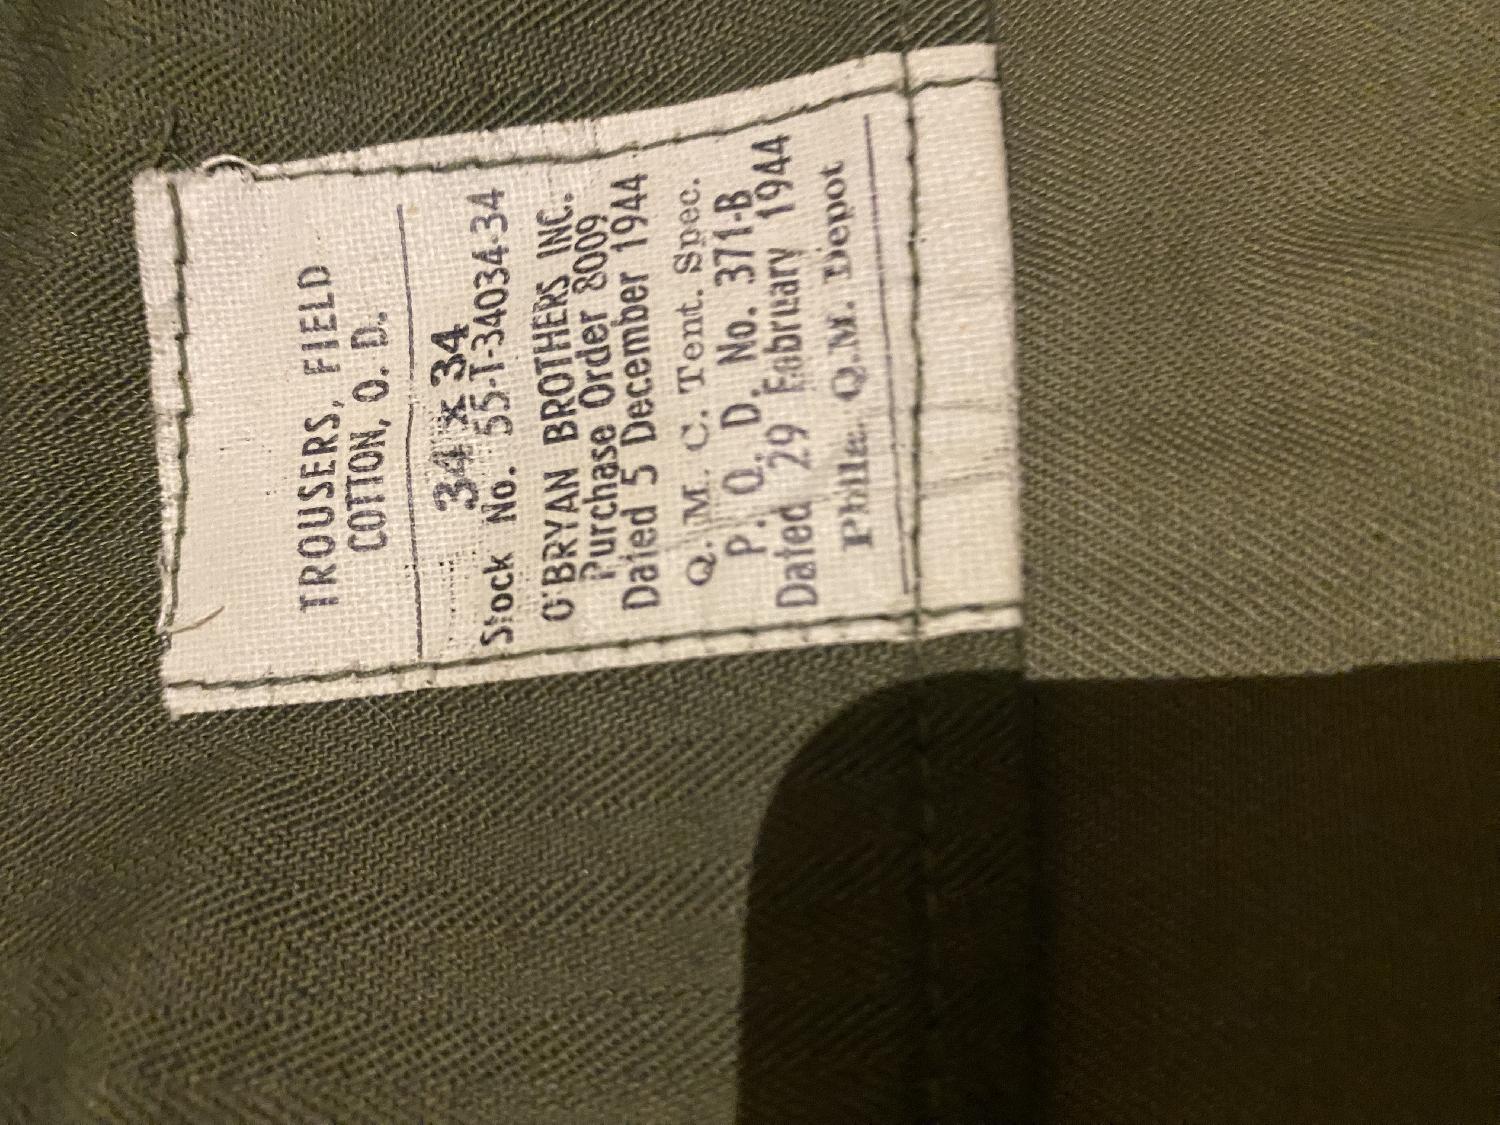 TROUSERS, FIELD
COTTON, O. D.
34 x 34
Stock No. 55-T-34034-34
O'BRYAN BROTHERS INC.
Purchase Order 8009
Dated 5 December 1944
Q. M. C. Tent. Spec.
P. Q. D. No. 371-B
Dated 29 February 1944
Phila. Q.M. Depot